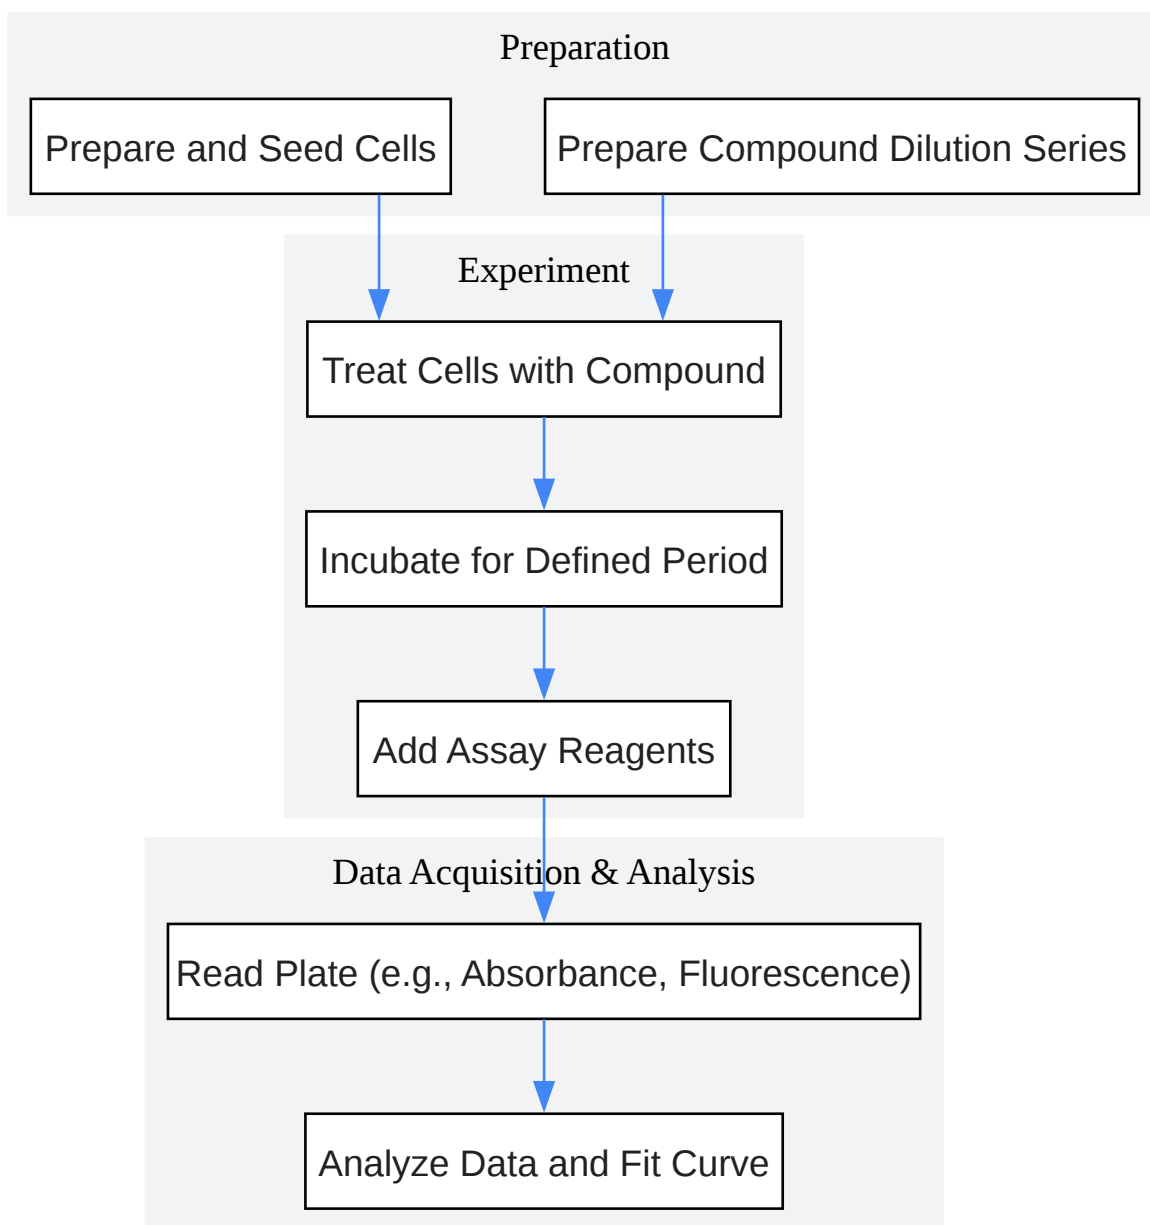 Preparation
Prepare and Seed Cells
Prepare Compound Dilution Series
Experiment
Treat Cells with Compound
Incubate for Defined Period
Add Assay Reagents
Data Acquisition & Analysis
Read Plate (e.g., Absorbance, Fluorescence)
Analyze Data and Fit Curve